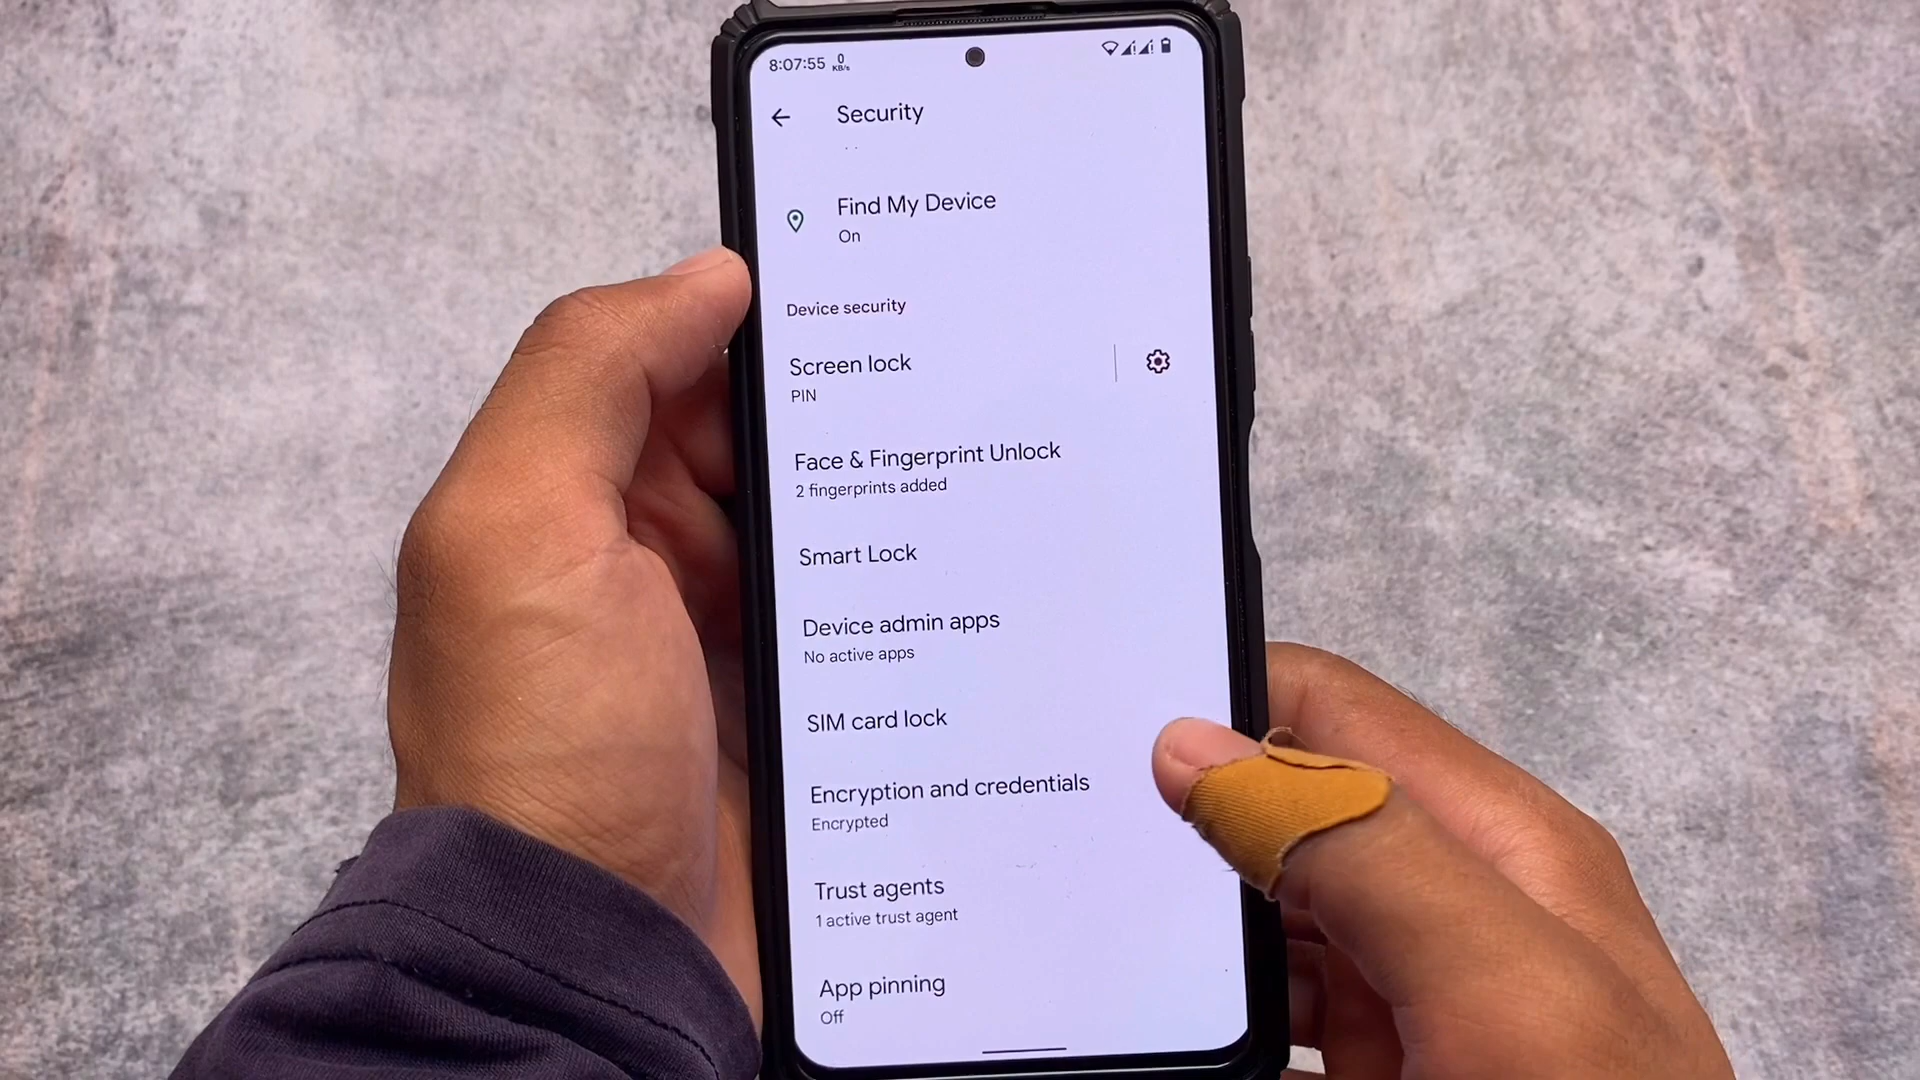 8:07:55 0 KB/s
Security
Find My Device
On
Device security
Screen lock
PIN
Face & Fingerprint Unlock
2 fingerprints added
Smart Lock
Device admin apps
No active apps
SIM card lock
Encryption and credentials
Encrypted
Trust agents
1 active trust agent
App pinning
Off